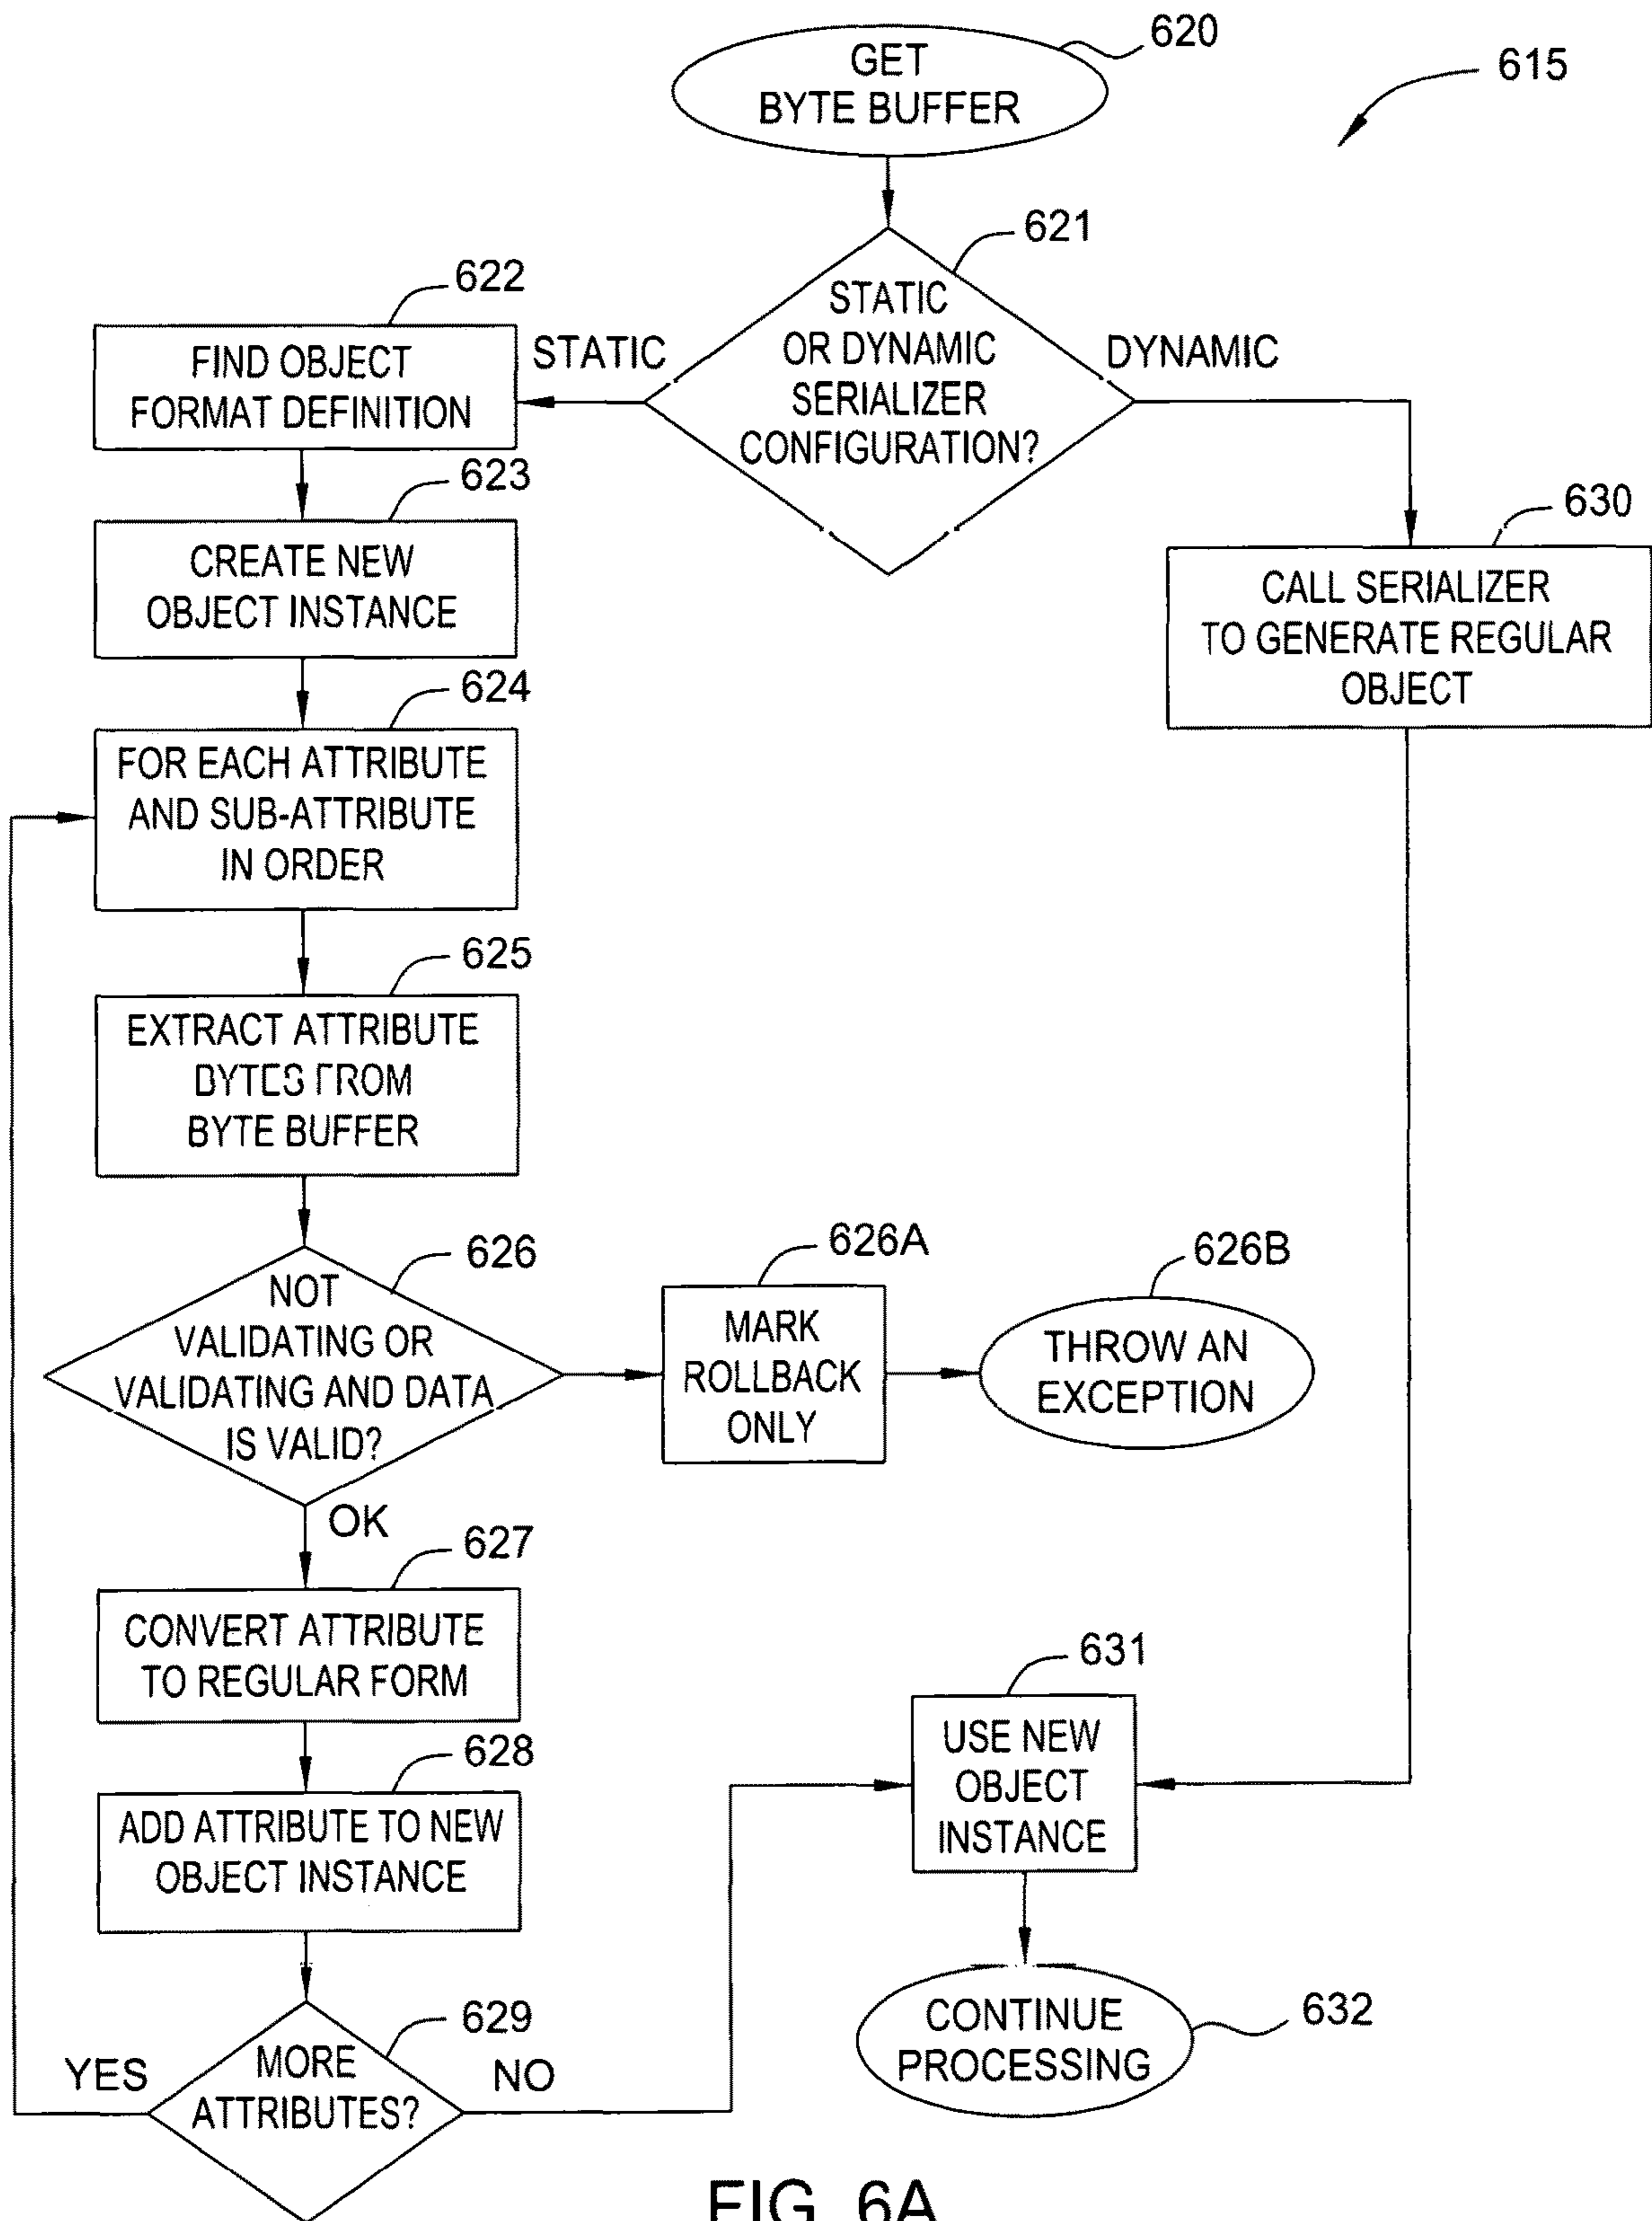 620
GET
BYTE BUFFER
615
621
STATIC
OR DYNAMIC
SERIALIZER
CONFIGURATION?
STATIC
DYNAMIC
622
FIND OBJECT
FORMAT DEFINITION
623
CREATE NEW
OBJECT INSTANCE
630
CALL SERIALIZER
TO GENERATE REGULAR
OBJECT
624
FOR EACH ATTRIBUTE
AND SUB-ATTRIBUTE
IN ORDER
625
EXTRACT ATTRIBUTE
BYTES FROM
BYTE BUFFER
626
NOT
VALIDATING OR
VALIDATING AND DATA
IS VALID?
626A
MARK
ROLLBACK
ONLY
626B
THROW AN
EXCEPTION
OK
627
CONVERT ATTRIBUTE
TO REGULAR FORM
628
ADD ATTRIBUTE TO NEW
OBJECT INSTANCE
629
MORE
ATTRIBUTES?
YES
NO
631
USE NEW
OBJECT
INSTANCE
632
CONTINUE
PROCESSING
FIG. 6A